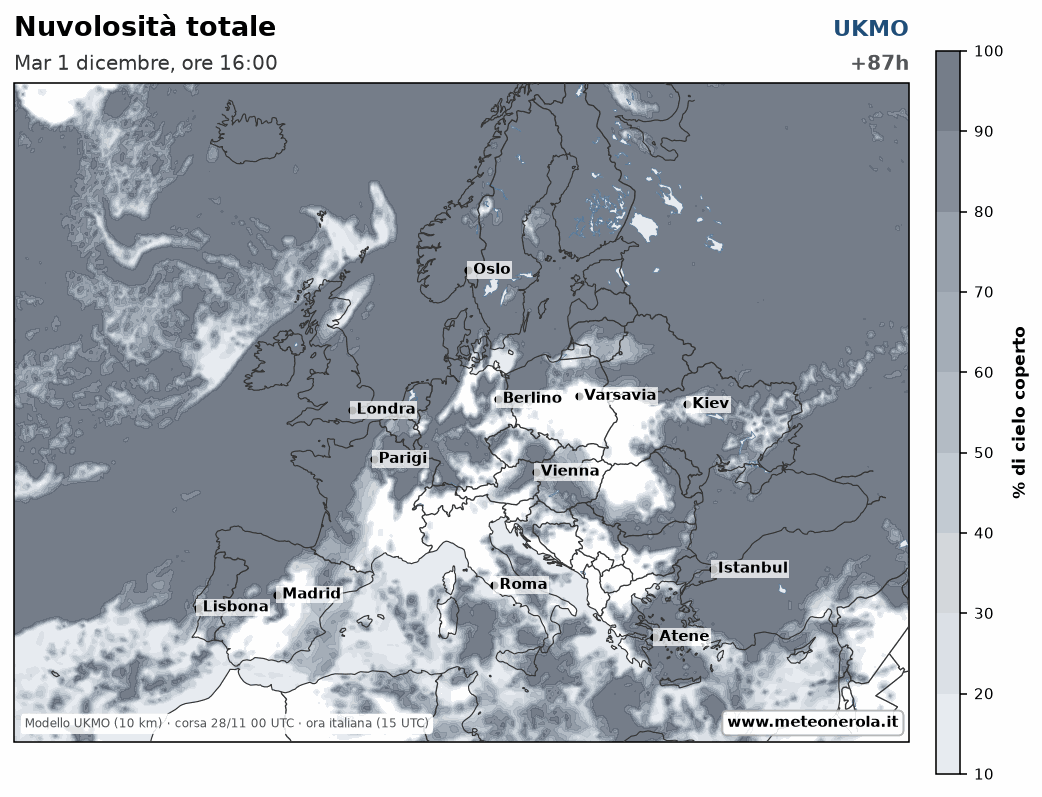 Nuvolosità totale
UKMO
Mar 1 dicembre, ore 16:00
+87h
100
90
80
70
60
50
40
30
20
10
% di cielo coperto
Oslo
Londra
Berlino
Varsavia
Kiev
Parigi
Vienna
Istanbul
Madrid
Roma
Lisbona
Atene
Modello UKMO (10 km) · corsa 28/11 00 UTC · ora italiana (15 UTC)
www.meteonerola.it